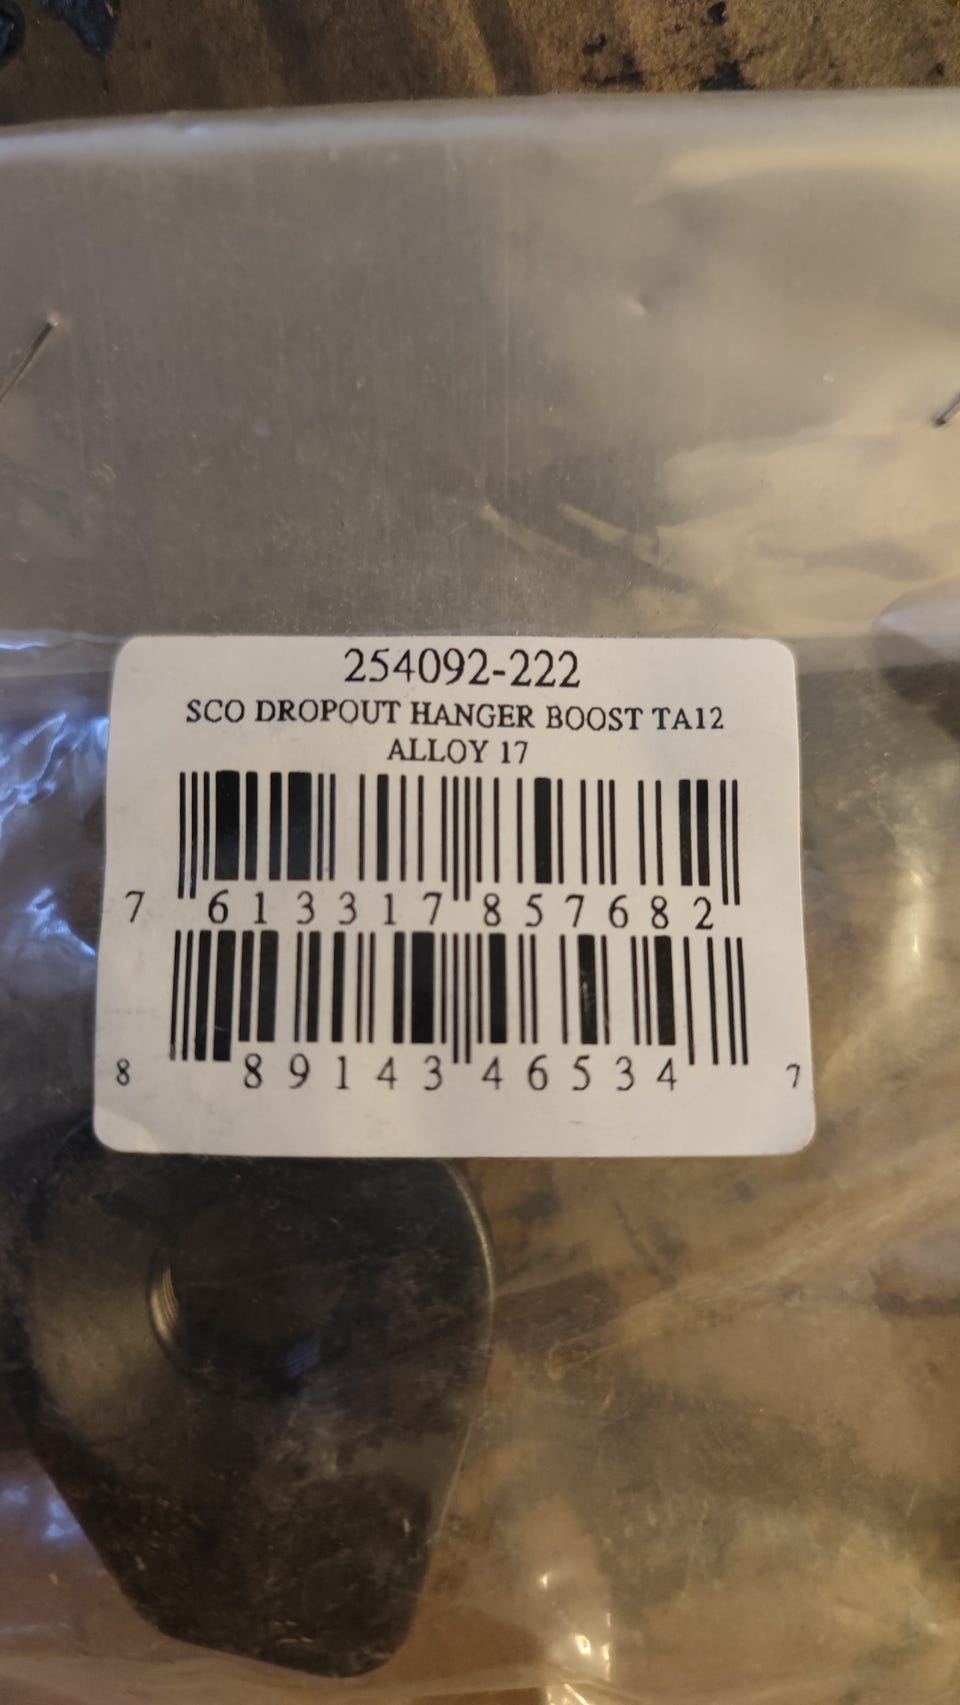 254092-222
SCO DROPOUT HANGER BOOST TA12
ALLOY 17
7 613317 857682
8 89143 46534 7